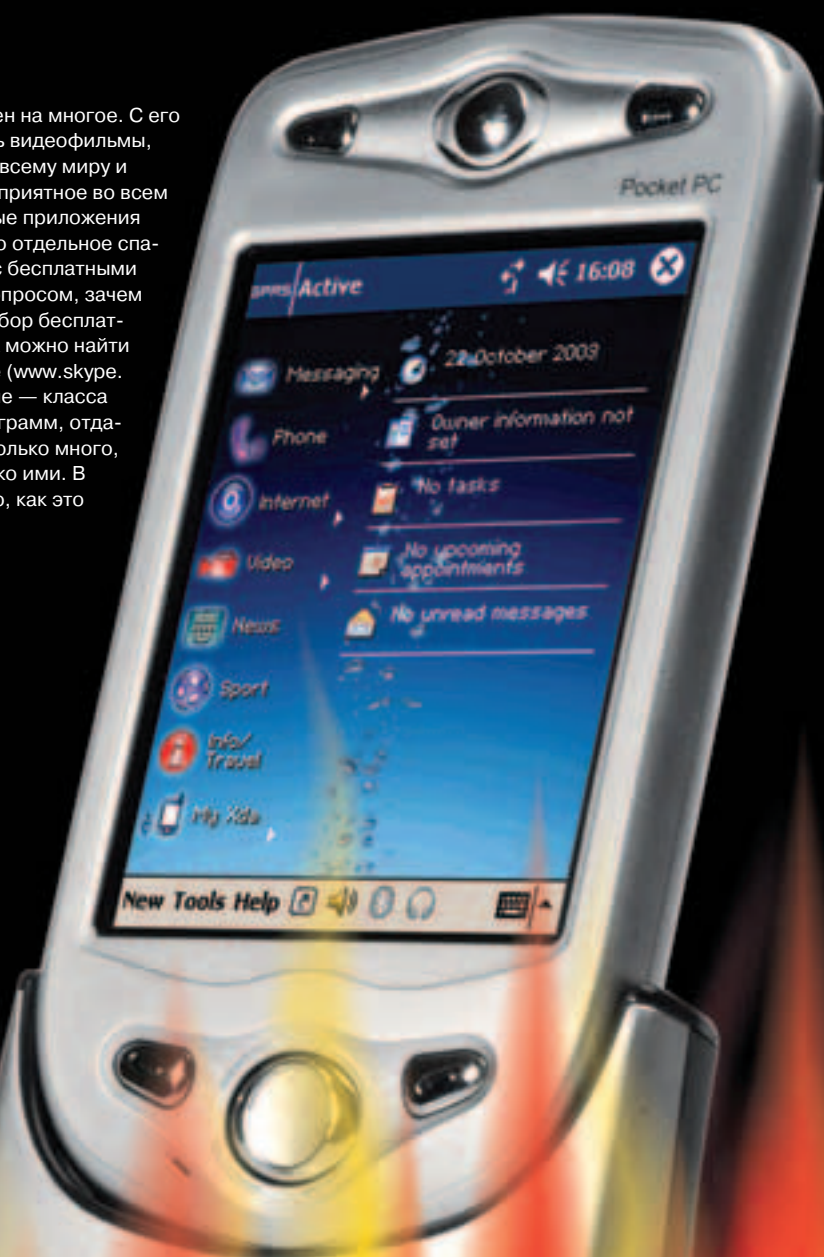 ен на многое. С его
ь видеофильмы,
всему миру и
приятное во всем
ые приложения
о отдельное спа-
с бесплатными
просом, зачем
бор бесплат-
можно найти
(www.skype.
е — класса
грамм, отда-
олько много,
ко ими. В
о, как это
Pocket PC
GPRS Active 16:08
Messaging
22 October 2003
Phone
Owner information not
set
Internet
No tasks
Video
No upcoming
appointments
News
No unread messages
Sport
Info/
Travel
My Xda
New Tools Help